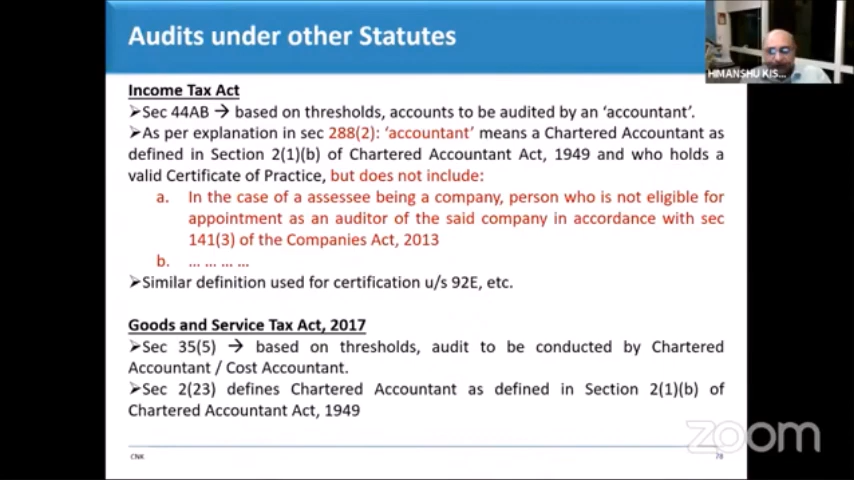 Audits under other Statutes
HIMANSHU KIS...
Income Tax Act
➢Sec 44AB → based on thresholds, accounts to be audited by an ‘accountant’.
➢As per explanation in sec 288(2): ‘accountant’ means a Chartered Accountant as
defined in Section 2(1)(b) of Chartered Accountant Act, 1949 and who holds a
valid Certificate of Practice, but does not include:
a. In the case of a assessee being a company, person who is not eligible for
appointment as an auditor of the said company in accordance with sec
141(3) of the Companies Act, 2013
b. ... ... ... ...
➢Similar definition used for certification u/s 92E, etc.
Goods and Service Tax Act, 2017
➢Sec 35(5) → based on thresholds, audit to be conducted by Chartered
Accountant / Cost Accountant.
➢Sec 2(23) defines Chartered Accountant as defined in Section 2(1)(b) of
Chartered Accountant Act, 1949
zoom
CNK
78